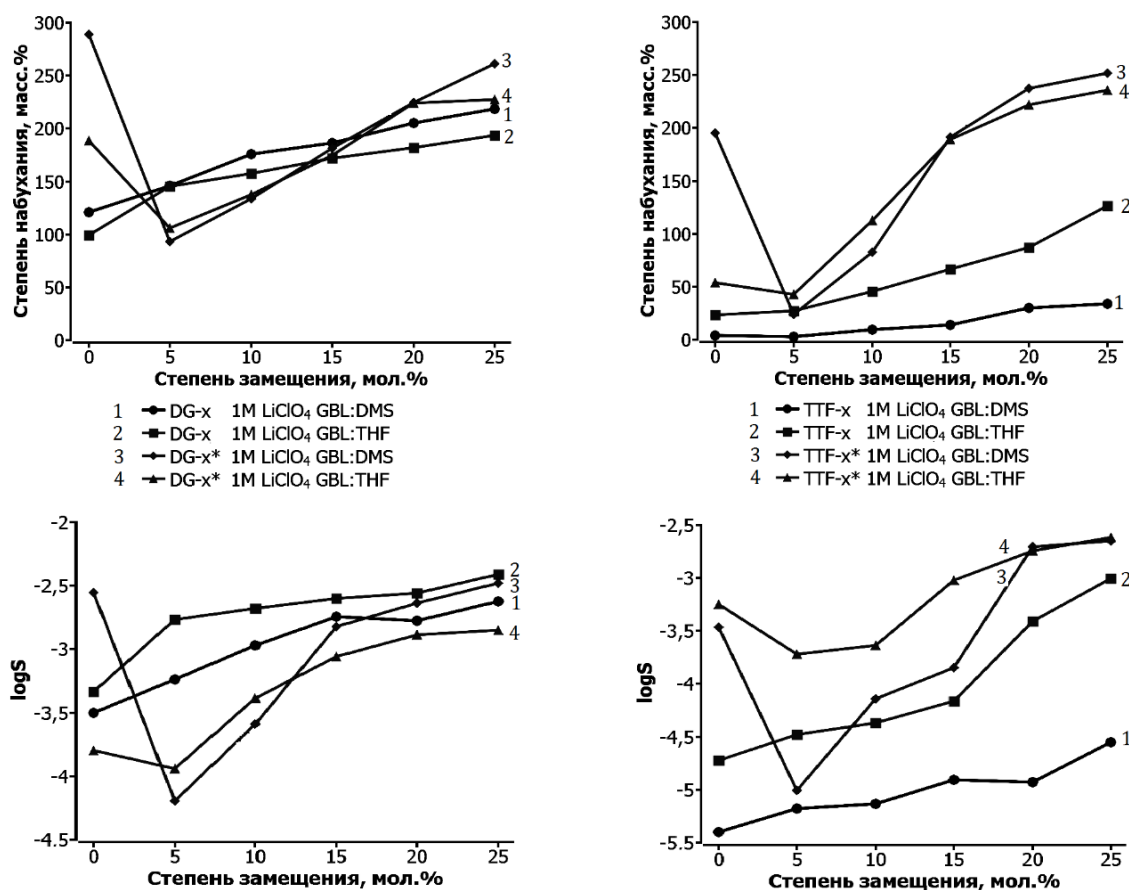 Степень набухания, масс.%
300
250
200
150
100
50
0
3
4
1
2
0 5 10 15 20 25
Степень замещения, мол.%
1 DG-x 1M LiClO₄ GBL:DMS
2 DG-x 1M LiClO₄ GBL:THF
3 DG-x* 1M LiClO₄ GBL:DMS
4 DG-x* 1M LiClO₄ GBL:THF
Степень набухания, масс.%
300
250
200
150
100
50
0
3
4
2
1
0 5 10 15 20 25
Степень замещения, мол.%
1 TTF-x 1M LiClO₄ GBL:DMS
2 TTF-x 1M LiClO₄ GBL:THF
3 TTF-x* 1M LiClO₄ GBL:DMS
4 TTF-x* 1M LiClO₄ GBL:THF
logS
-2
-2,5
-3
-3,5
-4
-4.5
2
3
1
4
0 5 10 15 20 25
Степень замещения, мол.%
logS
-2,5
-3
-3,5
-4
-4,5
-5
-5.5
4
3
2
1
0 5 10 15 20 25
Степень замещения, мол.%